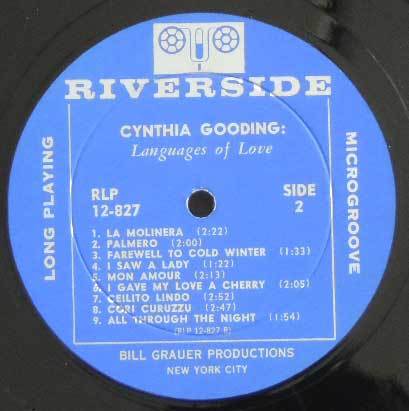 RIVERSIDE
CYNTHIA GOODING:
Languages of Love
LONG PLAYING
MICROGROOVE
RLP
12-827
SIDE
2
1. LA MOLINERA (2:22)
2. PALMERO (2:00)
3. FAREWELL TO COLD WINTER (1:33)
4. I SAW A LADY (1:22)
5. MON AMOUR (2:13)
6. I GAVE MY LOVE A CHERRY (2:05)
7. CEILITO LINDO (2:52)
8. CORI CURUZZU (2:47)
9. ALL THROUGH THE NIGHT (1:54)
(RLP 12-827 B)
BILL GRAUER PRODUCTIONS
NEW YORK CITY